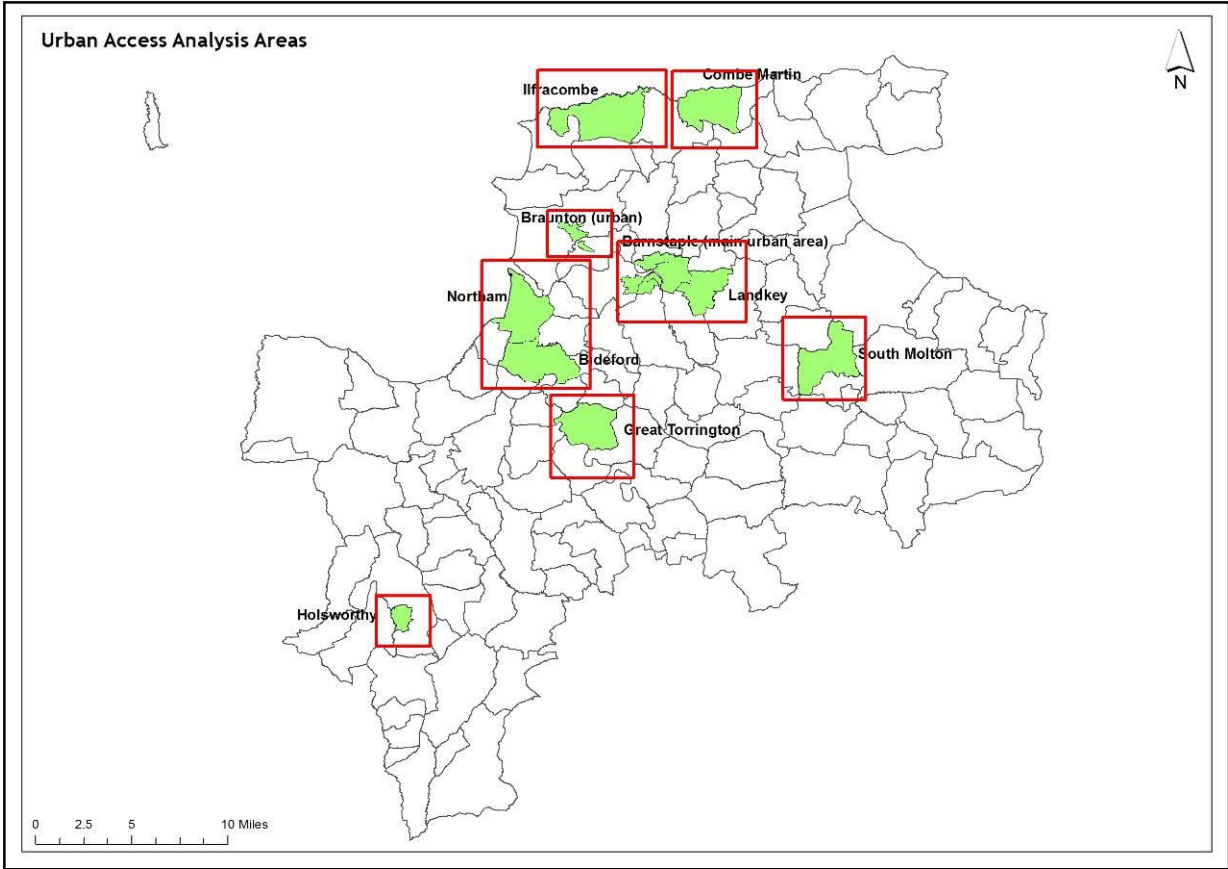 Urban Access Analysis Areas
N
Combe Martin
Ilfracombe
Braunton (urban)
Barnstaple (main urban area)
Northam
Landkey
Bideford
South Molton
Great Torrington
Holsworthy
0 2.5 5 10 Miles